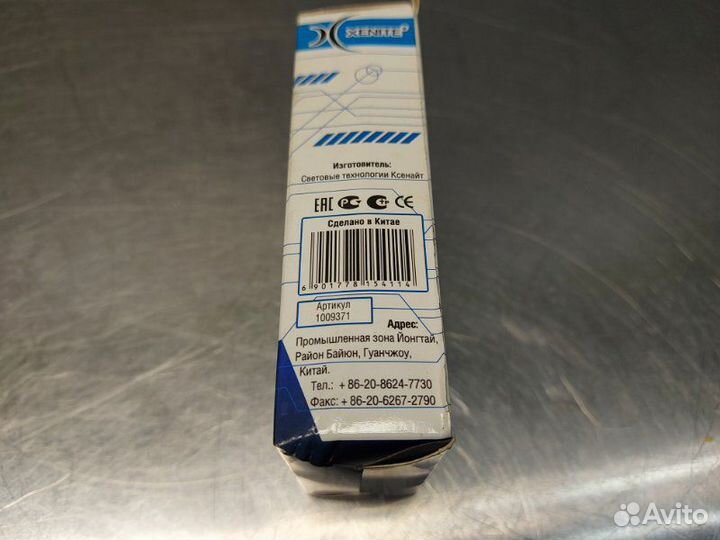 XENITE
Изготовитель:
Световые технологии Ксенайт
EAC CE
Сделано в Китае
6 901778 154114
Артикул
1009371
Адрес:
Промышленная зона Йонгтай,
Район Байюн, Гуанчжоу,
Китай.
Тел.: + 86-20-8624-7730
Факс: + 86-20-6267-2790
Avito